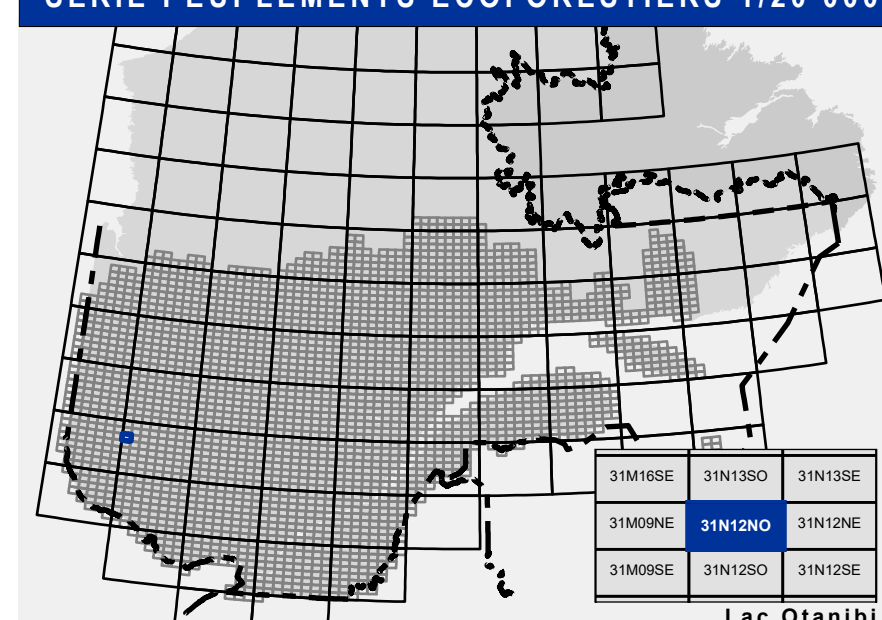 SÉRIE PEUPLEMENTS ÉCOFORESTIERS 1/20 000
31M16SE 31N13SO 31N13SE
31M09NE 31N12NO 31N12NE
31M09SE 31N12SO 31N12SE
Lac Otanibi